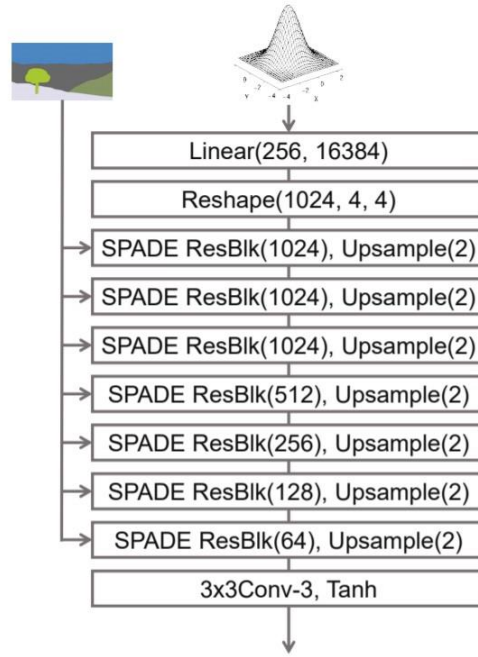 Linear(256, 16384)
Reshape(1024, 4, 4)
SPADE ResBlk(1024), Upsample(2)
SPADE ResBlk(1024), Upsample(2)
SPADE ResBlk(1024), Upsample(2)
SPADE ResBlk(512), Upsample(2)
SPADE ResBlk(256), Upsample(2)
SPADE ResBlk(128), Upsample(2)
SPADE ResBlk(64), Upsample(2)
3x3Conv-3, Tanh